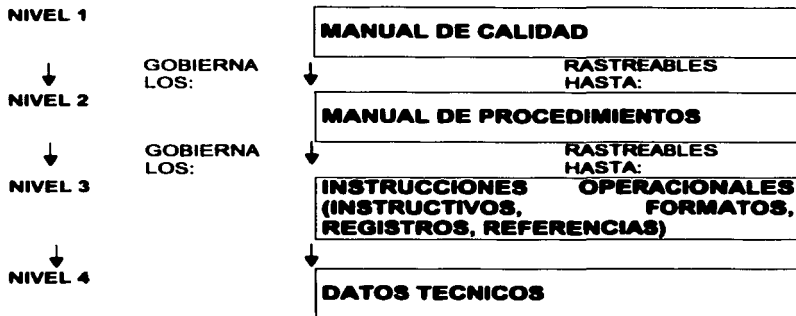 NIVEL 1
MANUAL DE CALIDAD
GOBIERNA LOS:
RASTREABLES HASTA:
NIVEL 2
MANUAL DE PROCEDIMIENTOS
GOBIERNA LOS:
RASTREABLES HASTA:
NIVEL 3
INSTRUCCIONES OPERACIONALES
(INSTRUCTIVOS, FORMATOS,
REGISTROS, REFERENCIAS)
NIVEL 4
DATOS TECNICOS